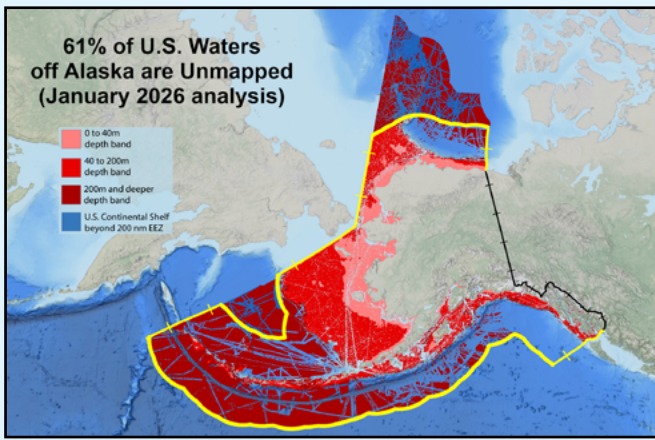 61% of U.S. Waters
off Alaska are Unmapped
(January 2026 analysis)
0 to 40m
depth band
40 to 200m
depth band
200m and deeper
depth band
U.S. Continental Shelf
beyond 200 nm EEZ